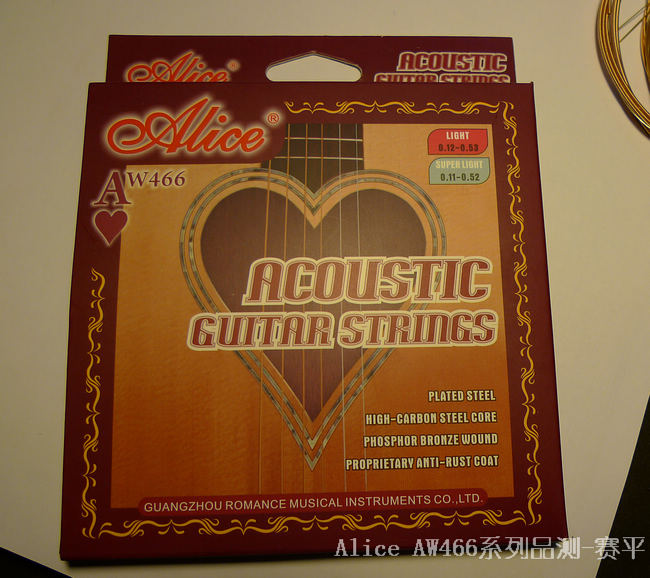 Alice
ACOUSTIC
GUITAR STRINGS
Alice®
AW466
LIGHT
0.12-0.53
SUPER LIGHT
0.11-0.52
ACOUSTIC
GUITAR STRINGS
PLATED STEEL
HIGH-CARBON STEEL CORE
PHOSPHOR BRONZE WOUND
PROPRIETARY ANTI-RUST COAT
GUANGZHOU ROMANCE MUSICAL INSTRUMENTS CO.,LTD.
Alice AW466系列品测-赛平